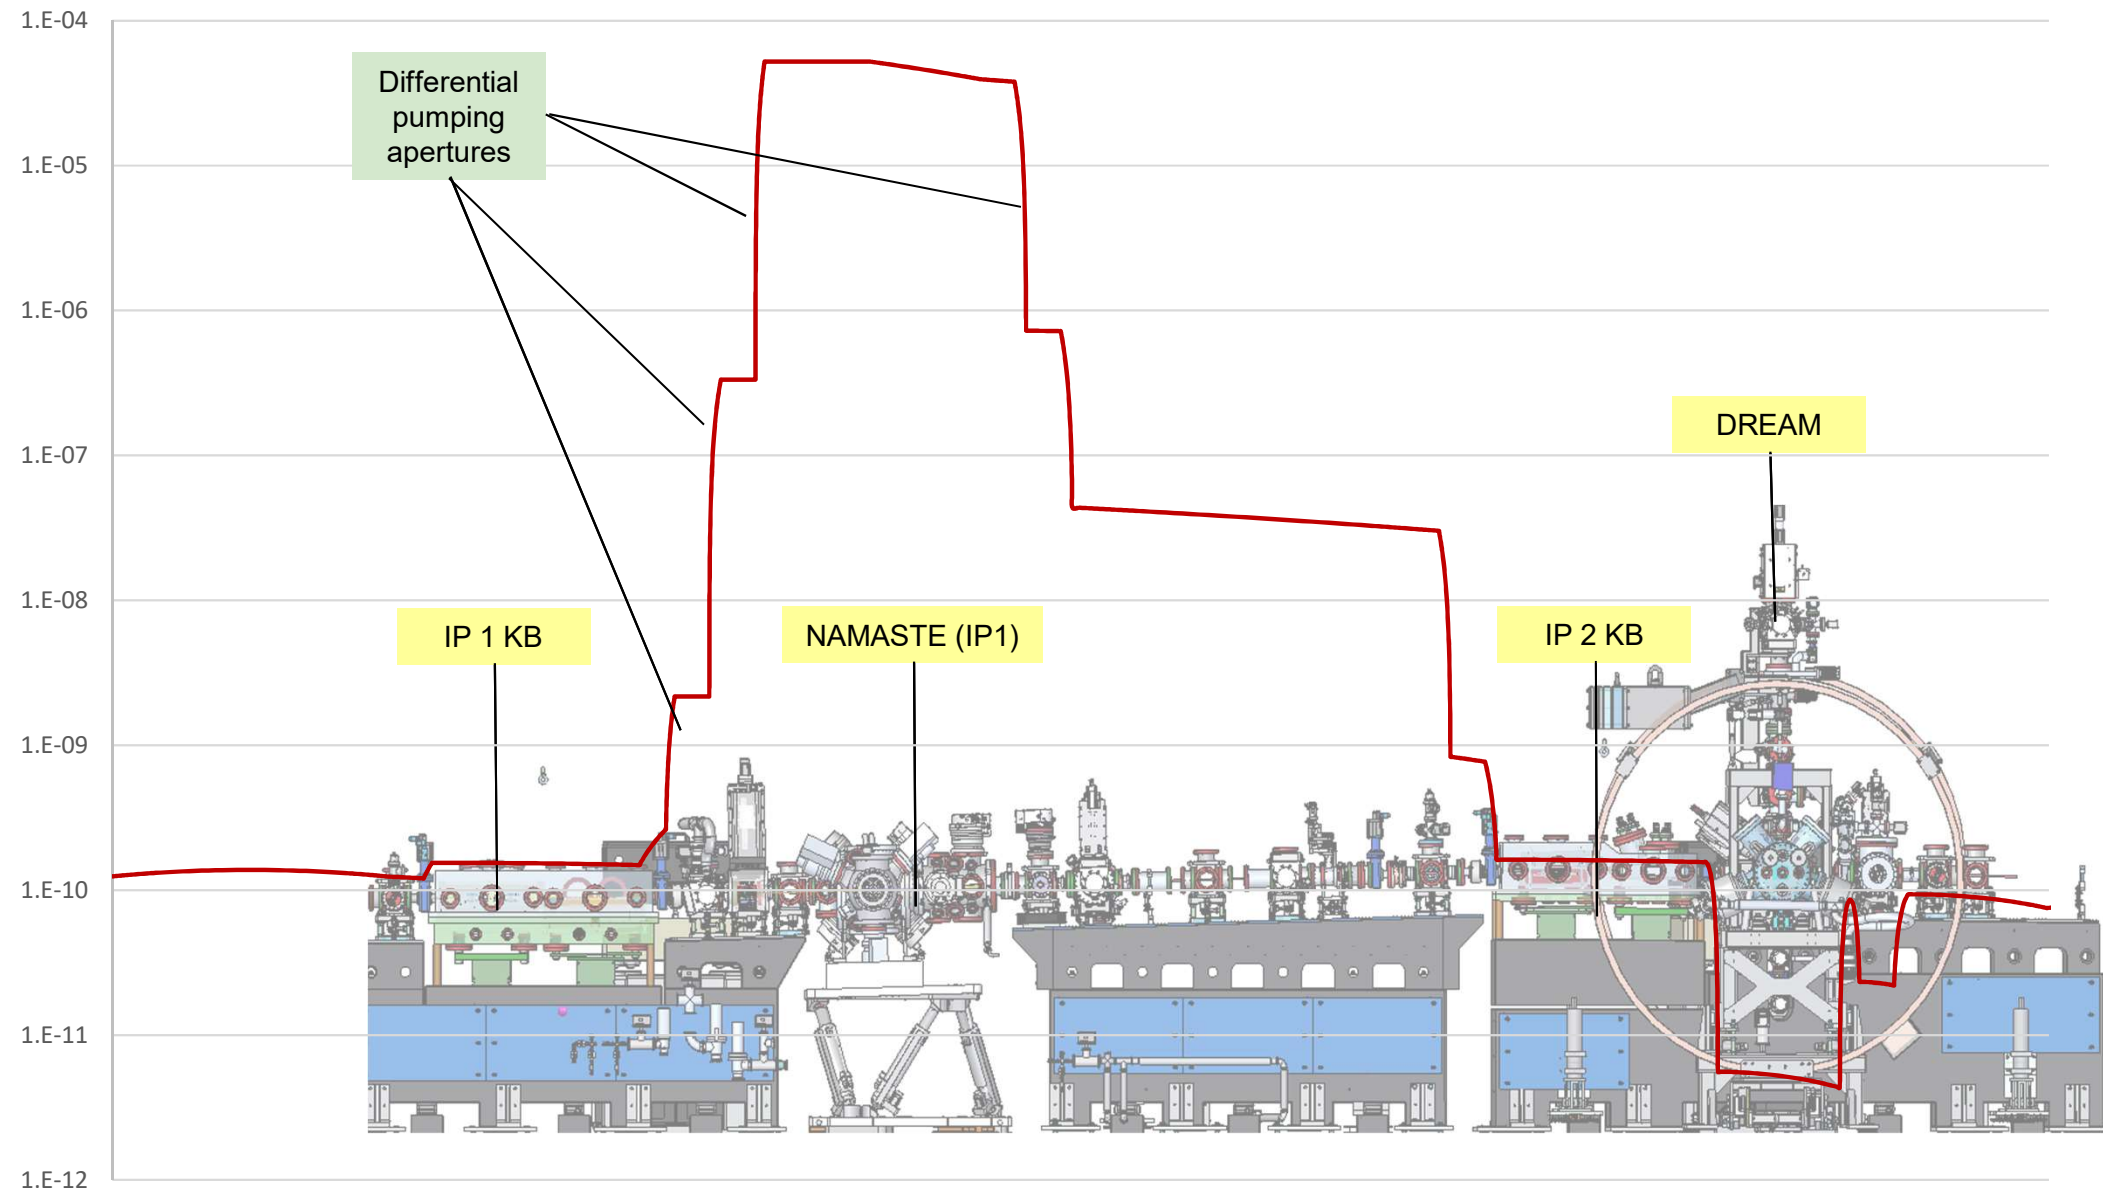 1.E-04
Differential
pumping
apertures
1.E-05
1.E-06
1.E-07
DREAM
1.E-08
IP 1 KB
NAMASTE (IP1)
IP 2 KB
1.E-09
1.E-10
1.E-11
1.E-12